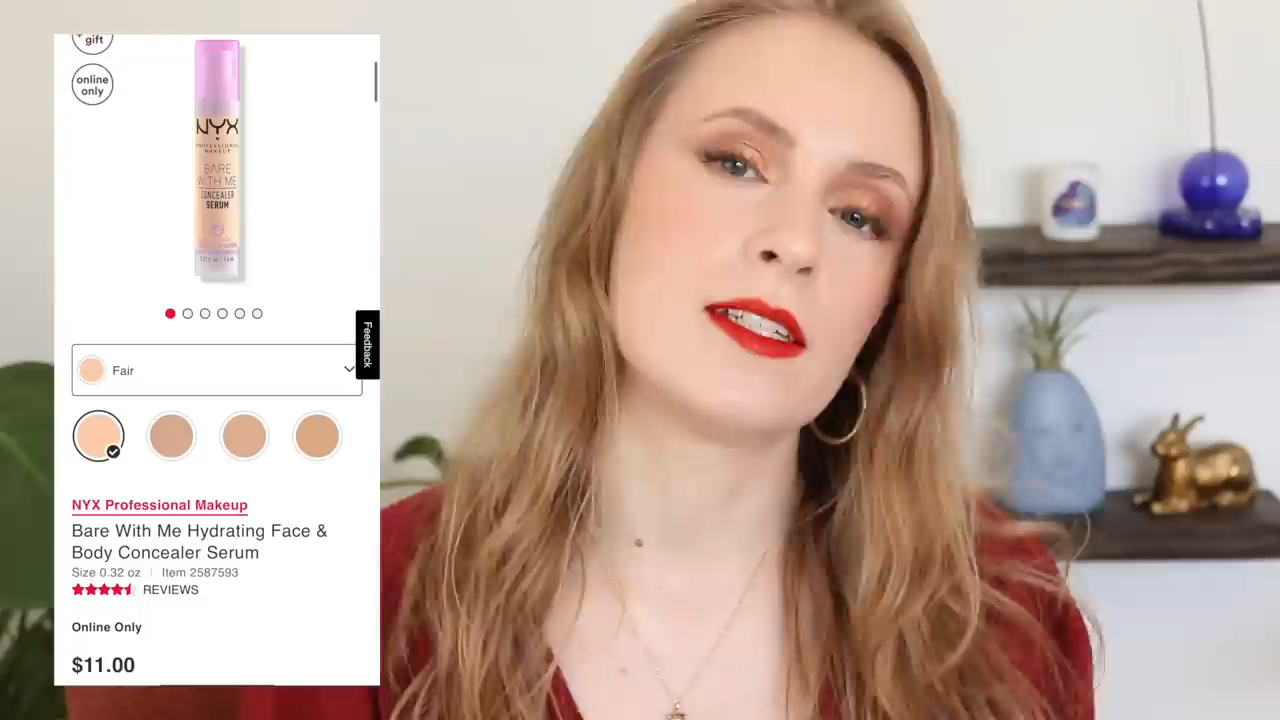 + gift
online
only
NYX
PROFESSIONAL
MAKEUP
BARE
WITH ME
CONCEALER
SERUM
Feedback
Fair
NYX Professional Makeup
Bare With Me Hydrating Face &
Body Concealer Serum
Size 0.32 oz | Item 2587593
REVIEWS
Online Only
$11.00